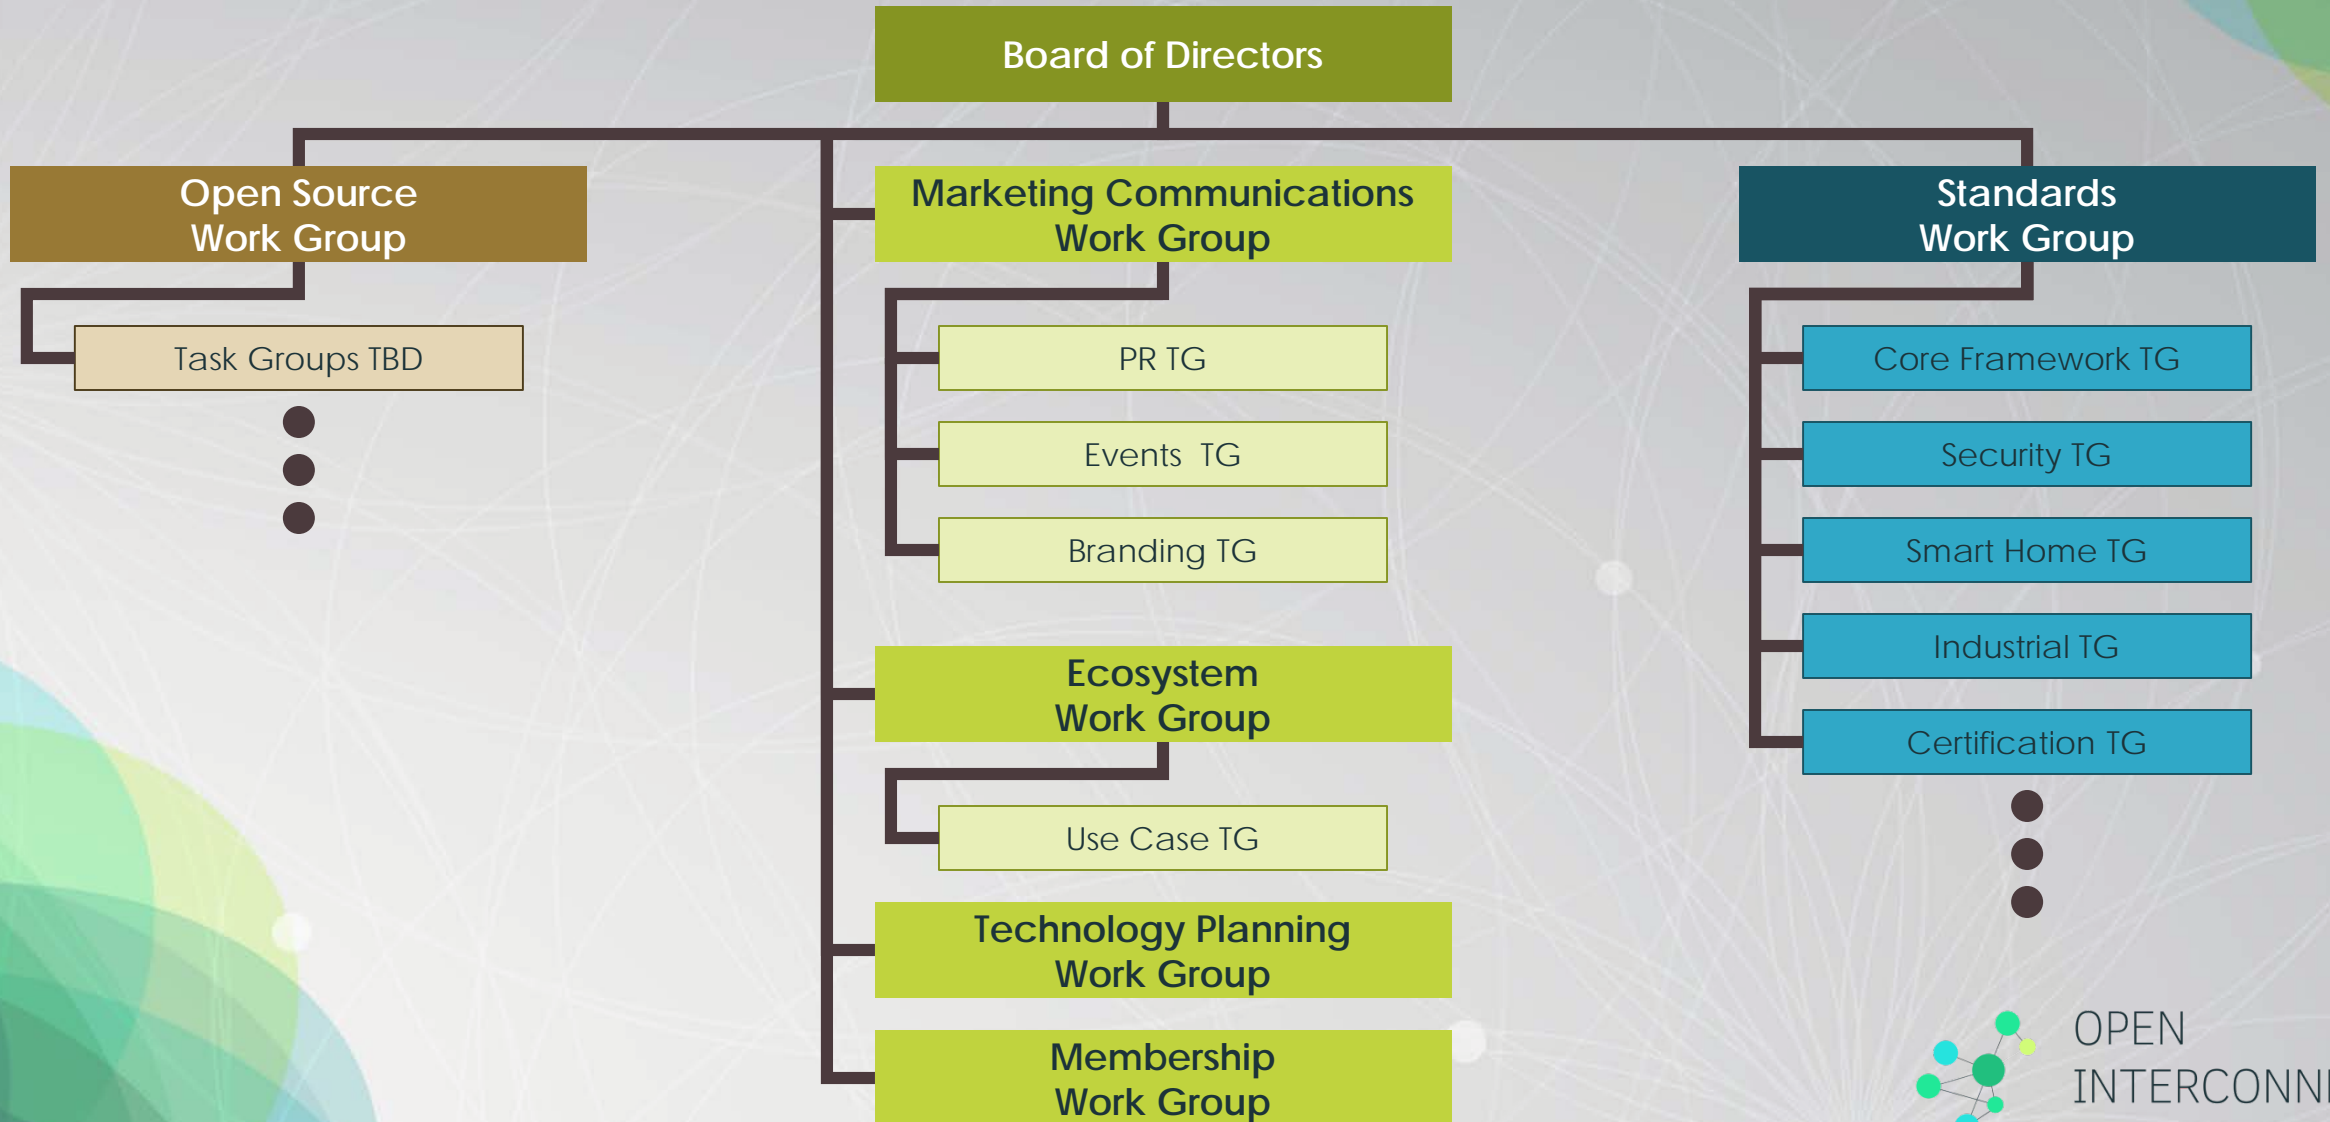 Board of Directors
Open Source
Work Group
Task Groups TBD
Marketing Communications
Work Group
PR TG
Events TG
Branding TG
Ecosystem
Work Group
Use Case TG
Technology Planning
Work Group
Membership
Work Group
Standards
Work Group
Core Framework TG
Security TG
Smart Home TG
Industrial TG
Certification TG
OPEN
INTERCONN